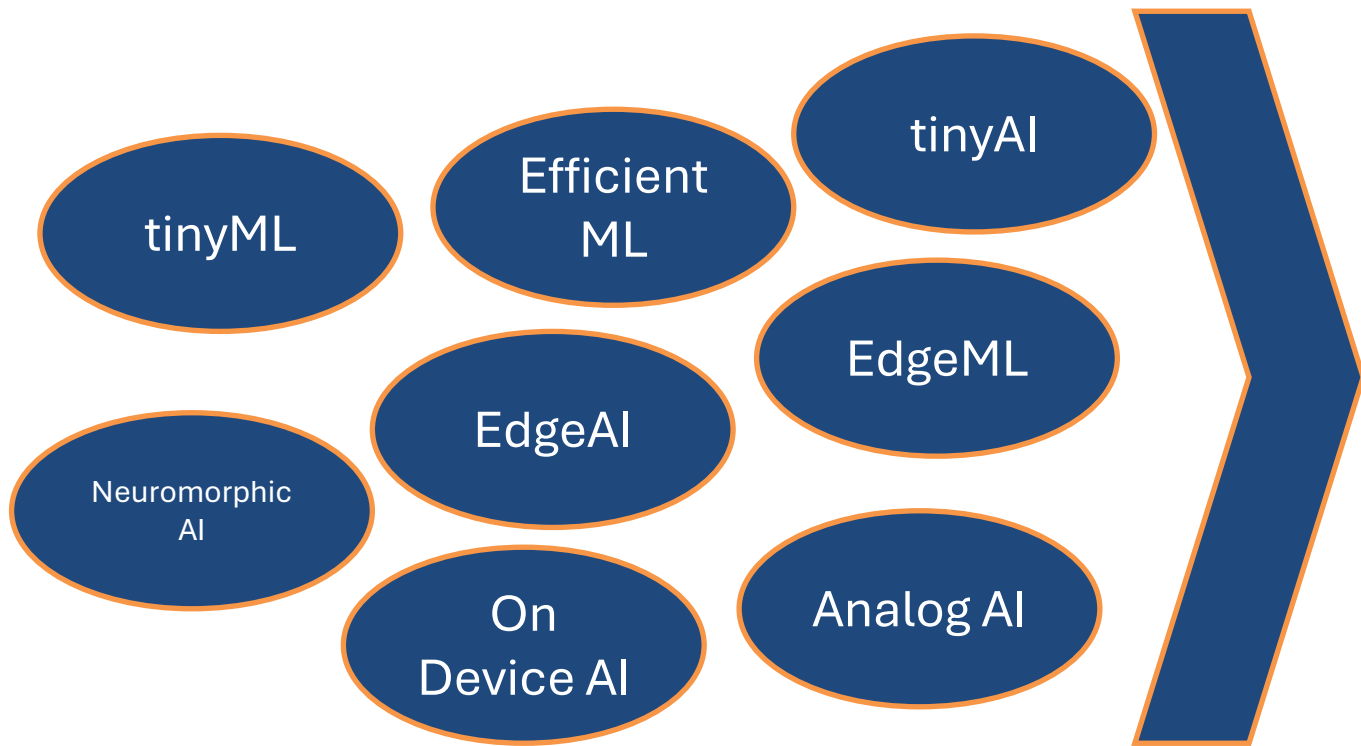 tinyML
Efficient
ML
tinyAI
EdgeAI
EdgeML
Neuromorphic
AI
On
Device AI
Analog AI